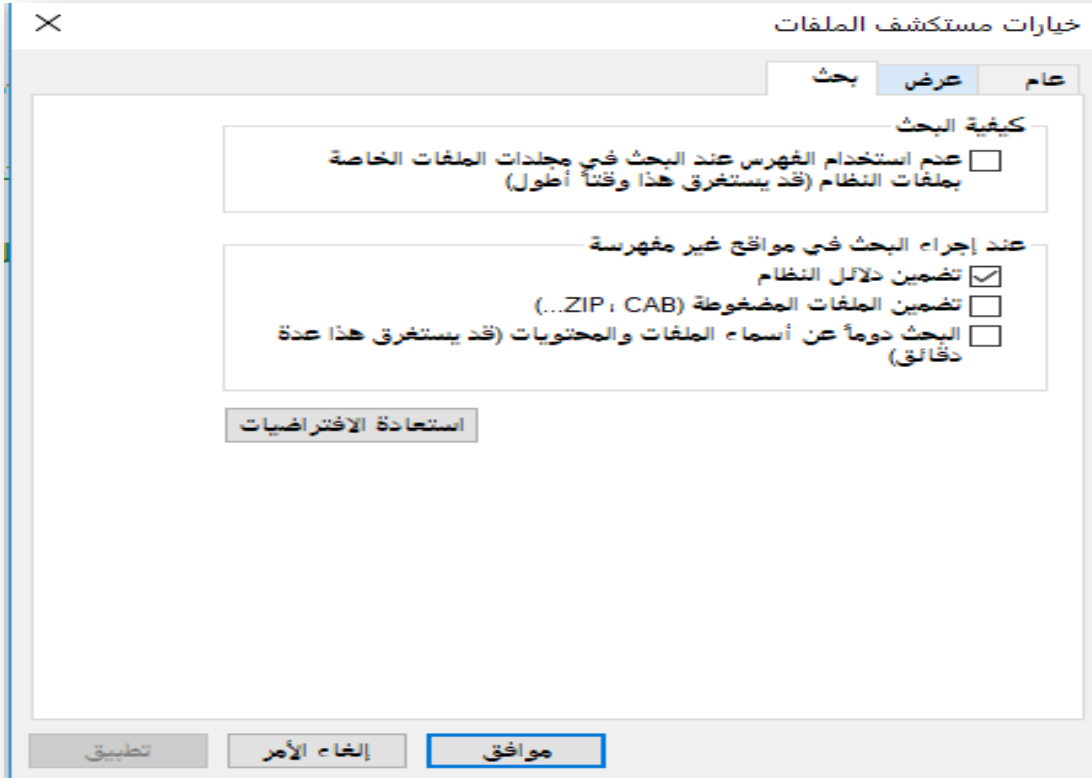 خيارات مستكشف الملفات
عام
عرض
بحث
كيفية البحث
عدم استخدام الفهرس عند البحث في مجلدات الملفات الخاصة
بملفات النظام (قد يستغرق هذا وقتاً أطول)
عند إجراء البحث في مواقع غير مفهرسة
تضمين دلائل النظام
تضمين الملفات المضغوطة (ZIP، CAB...)
البحث دوماً عن أسماء الملفات والمحتويات (قد يستغرق هذا عدة
دقائق)
استعادة الافتراضيات
موافق
إلغاء الأمر
تطبيق